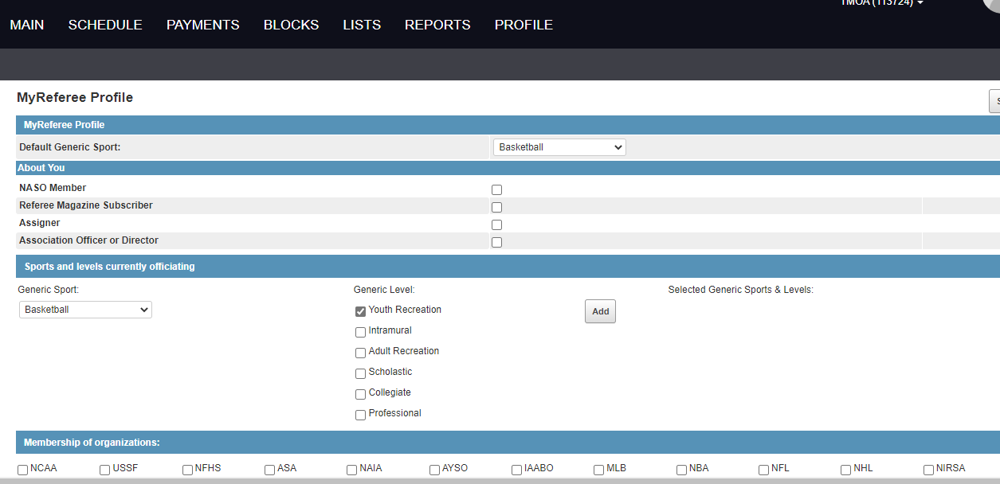 TMOA (113724)
MAIN SCHEDULE PAYMENTS BLOCKS LISTS REPORTS PROFILE
MyReferee Profile
MyReferee Profile
Default Generic Sport: Basketball
About You
NASO Member
Referee Magazine Subscriber
Assigner
Association Officer or Director
Sports and levels currently officiating
Generic Sport: Generic Level: Selected Generic Sports & Levels:
Basketball Youth Recreation Add
Intramural
Adult Recreation
Scholastic
Collegiate
Professional
Membership of organizations:
NCAA USSF NFHS ASA NAIA AYSO IAABO MLB NBA NFL NHL NIRSA